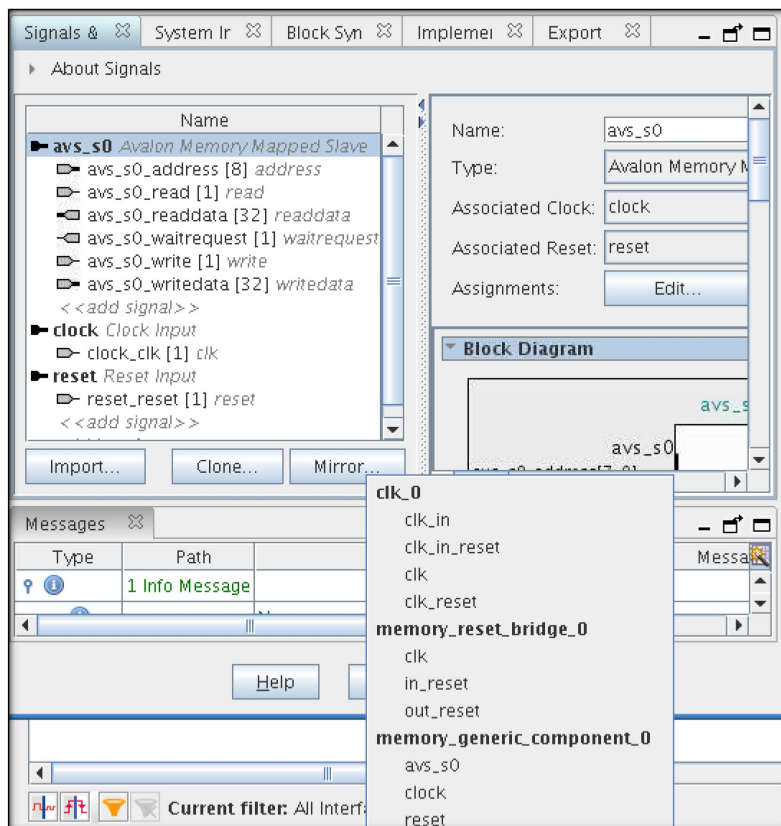 Signals &
System Ir
Block Syn
Implemer
Export
About Signals
Name
avs_s0 Avalon Memory Mapped Slave
avs_s0_address [8] address
avs_s0_read [1] read
avs_s0_readdata [32] readdata
avs_s0_waitrequest [1] waitrequest
avs_s0_write [1] write
avs_s0_writedata [32] writedata
<<add signal>>
clock Clock Input
clock_clk [1] clk
reset Reset Input
reset_reset [1] reset
<<add signal>>
Import...
Clone...
Mirror...
Name: avs_s0
Type: Avalon Memory M
Associated Clock: clock
Associated Reset: reset
Assignments: Edit...
Block Diagram
avs_s
avs_s0
clk_0
clk_in
clk_in_reset
clk
clk_reset
memory_reset_bridge_0
clk
in_reset
out_reset
memory_generic_component_0
avs_s0
clock
reset
Messages
Type
Path
Messa
1 Info Message
Help
Current filter: All Interfa